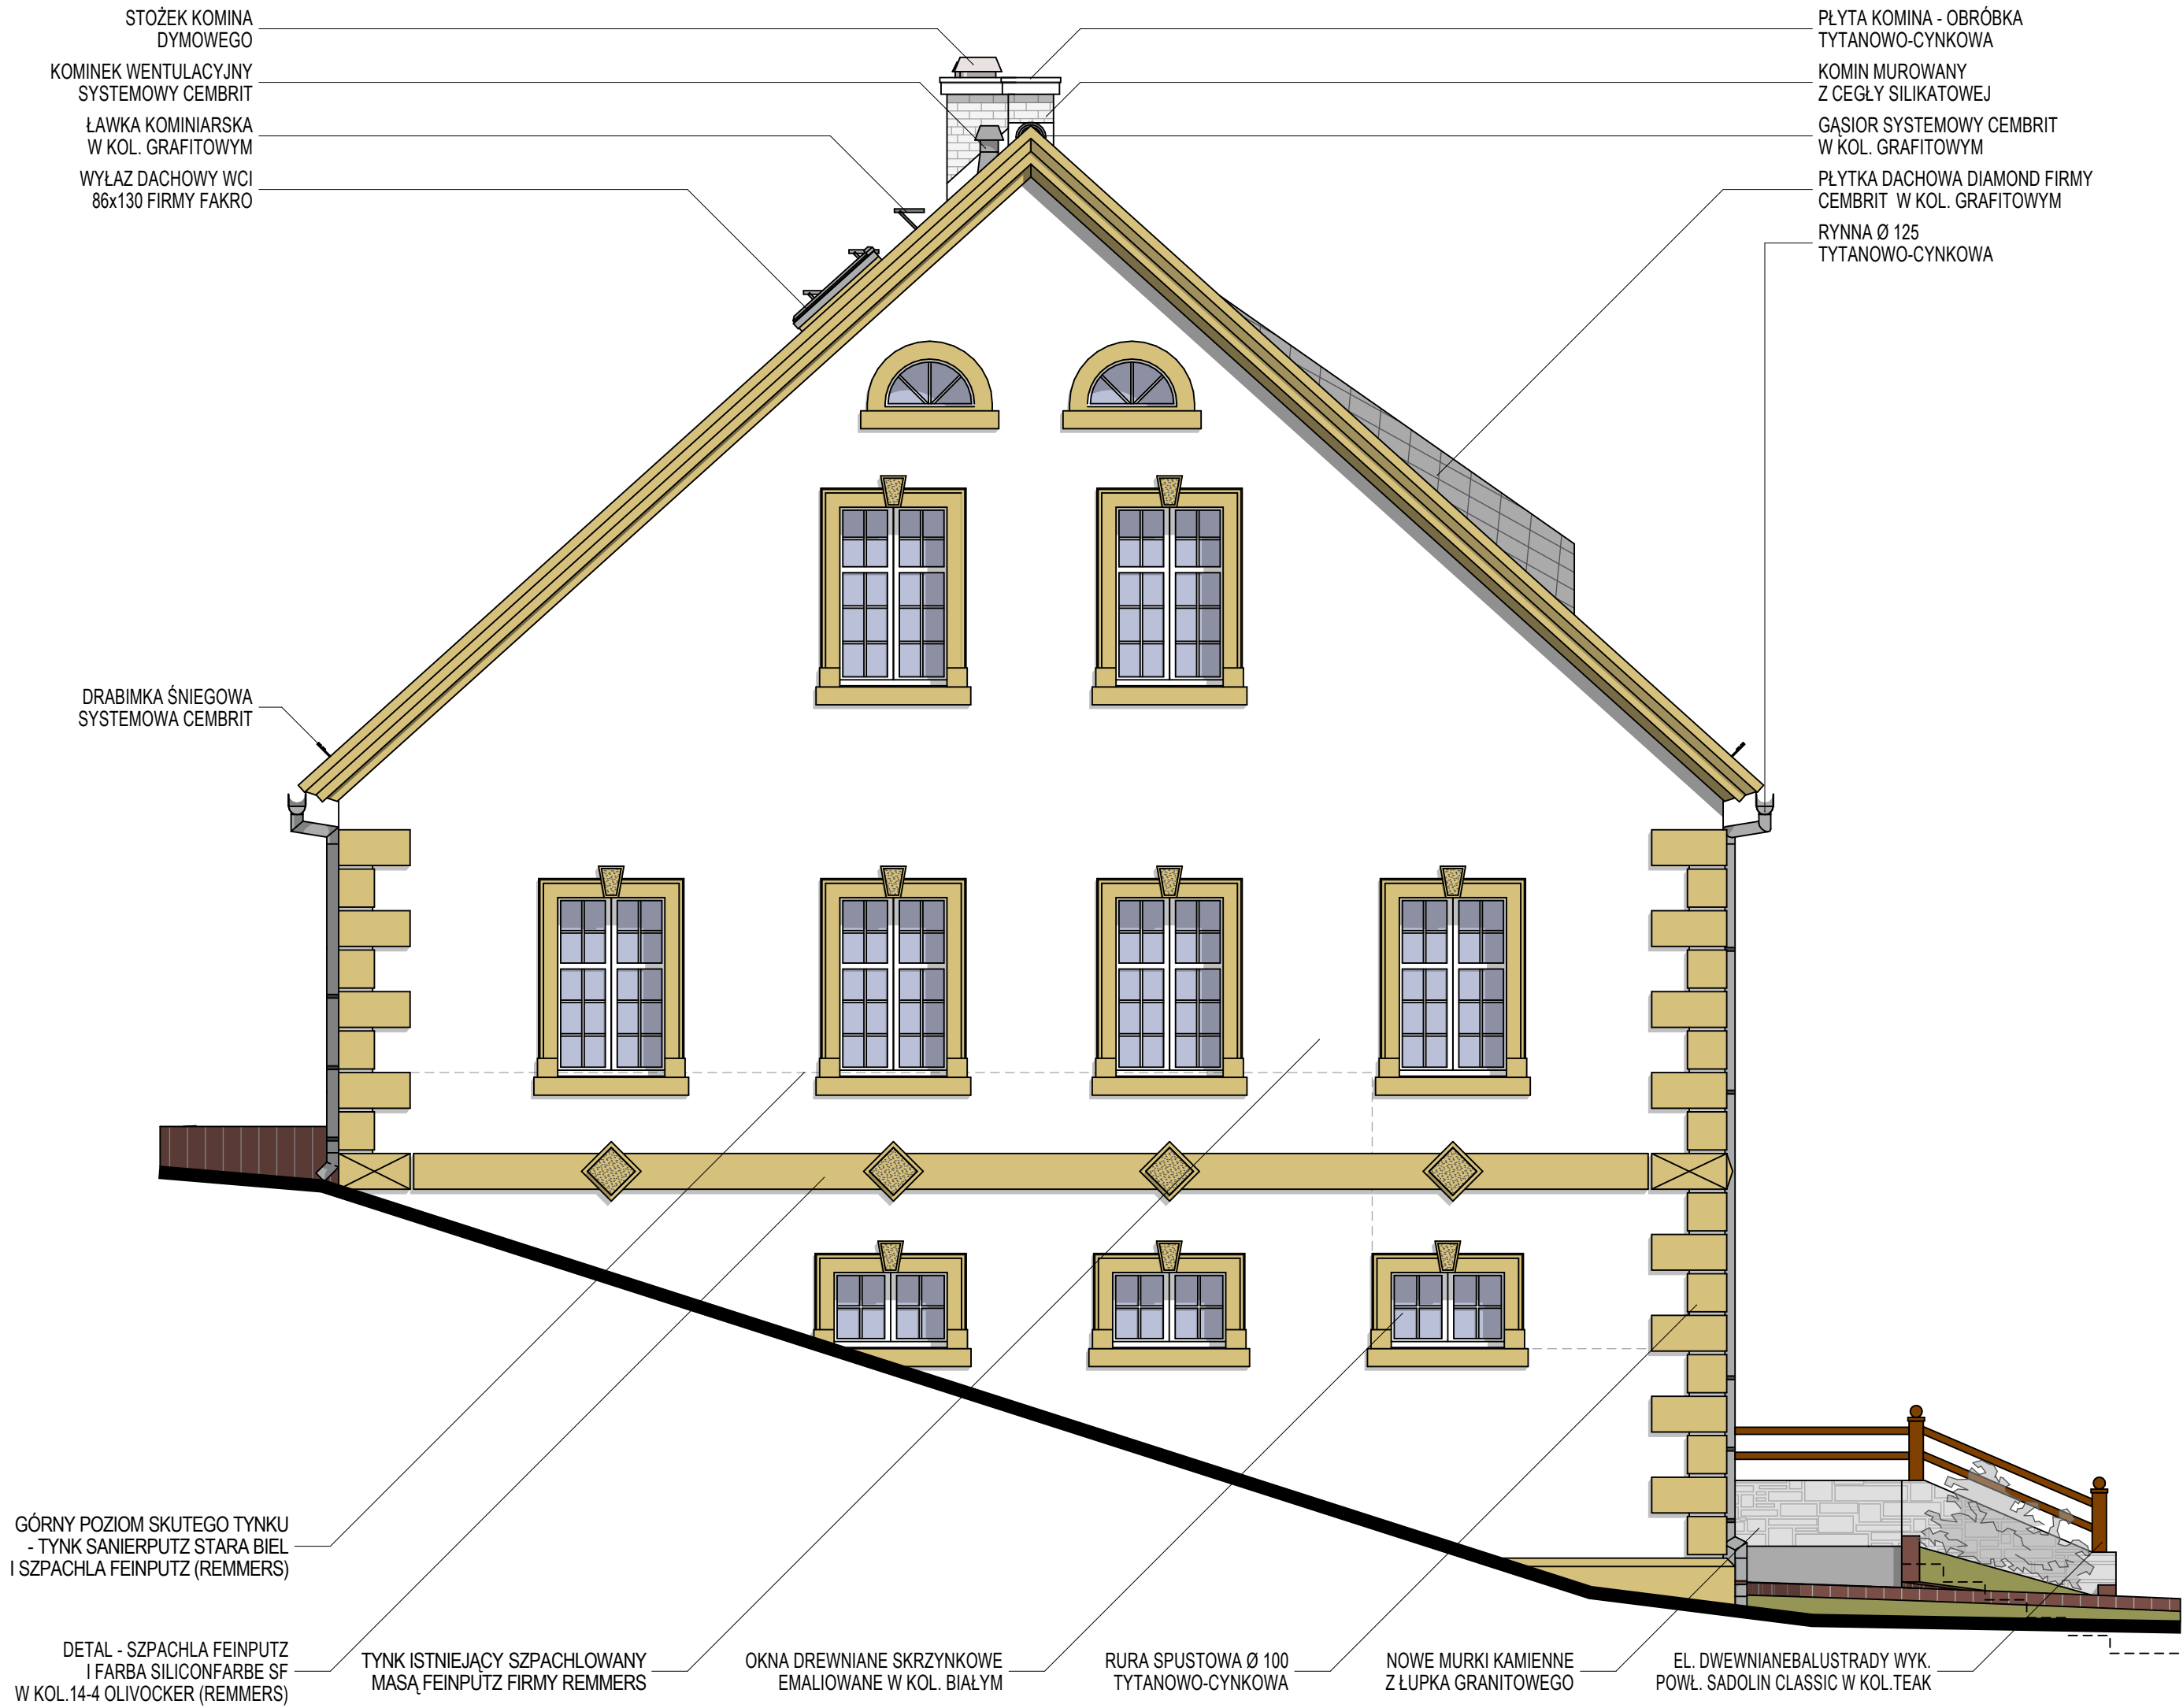 STOŻEK KOMINA
DYMOWEGO
KOMINEK WENTULACYJNY
SYSTEMOWY CEMBRIT
ŁAWKA KOMINIARSKA
W KOL. GRAFITOWYM
WYŁAZ DACHOWY WCI
86x130 FIRMY FAKRO
PŁYTA KOMINA - OBRÓBKA
TYTANOWO-CYNKOWA
KOMIN MUROWANY
Z CEGŁY SILIKATOWEJ
GĄSIOR SYSTEMOWY CEMBRIT
W KOL. GRAFITOWYM
PŁYTKA DACHOWA DIAMOND FIRMY
CEMBRIT W KOL. GRAFITOWYM
RYNNA Ø 125
TYTANOWO-CYNKOWA
DRABIMKA ŚNIEGOWA
SYSTEMOWA CEMBRIT
GÓRNY POZIOM SKUTEGO TYNKU
- TYNK SANIERPUTZ STARA BIEL
I SZPACHLA FEINPUTZ (REMMERS)
DETAL - SZPACHLA FEINPUTZ
I FARBA SILICONFARBE SF
W KOL.14-4 OLIVOCKER (REMMERS)
TYNK ISTNIEJĄCY SZPACHLOWANY
MASĄ FEINPUTZ FIRMY REMMERS
OKNA DREWNIANE SKRZYNKOWE
EMALIOWANE W KOL. BIAŁYM
RURA SPUSTOWA Ø 100
TYTANOWO-CYNKOWA
NOWE MURKI KAMIENNE
Z ŁUPKA GRANITOWEGO
EL. DWEWNIANEBALUSTRADY WYK.
POWŁ. SADOLIN CLASSIC W KOL.TEAK